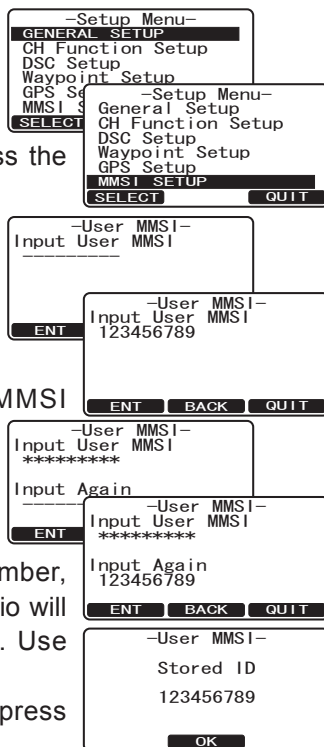 -Setup Menu-
GENERAL SETUP
CH Function Setup
DSC Setup
Waypoint Setup
GPS Se
MMSI S
SELECT
-Setup Menu-
General Setup
CH Function Setup
DSC Setup
Waypoint Setup
GPS Setup
MMSI SETUP
SELECT QUIT
ss the
-User MMSI-
Input User MMSI
---------
ENT
-User MMSI-
Input User MMSI
123456789
ENT BACK QUIT
MMSI
-User MMSI-
Input User MMSI
*********
Input Again
ENT
-User MMSI-
Input User MMSI
*********
Input Again
123456789
ENT BACK QUIT
mber,
io will
. Use
press
-User MMSI-
Stored ID
123456789
OK